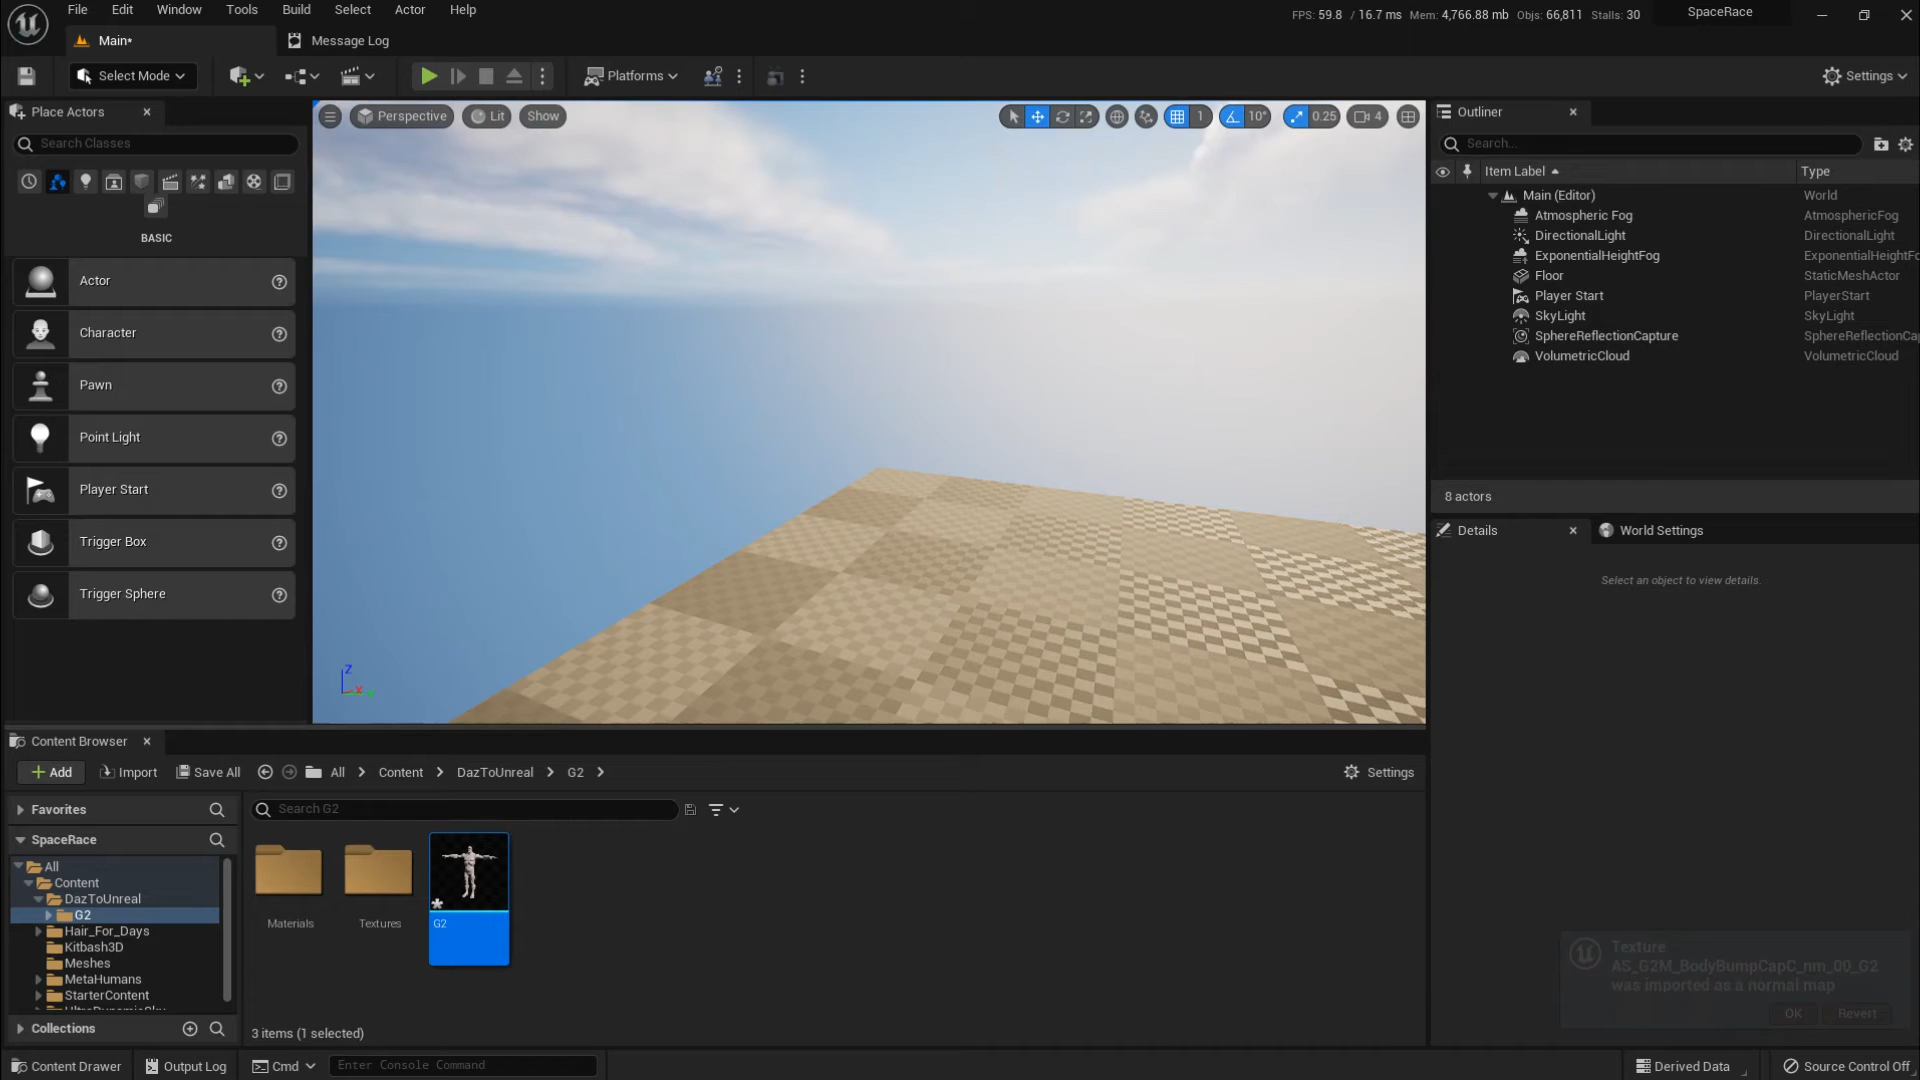 File Edit Window Tools Build Select Actor Help
FPS: 59.8 / 16.7 ms Mem: 4,766.88 mb Objs: 66,811 Stalls: 30
SpaceRace
Main*
Message Log
Select Mode
Platforms
Settings
Place Actors
Search Classes
BASIC
Actor
Character
Pawn
Point Light
Player Start
Trigger Box
Trigger Sphere
Perspective
Lit
Show
1
10°
0.25
4
Z
X
Outliner
Search...
Item Label Type
Main (Editor) World
Atmospheric Fog AtmosphericFog
DirectionalLight DirectionalLight
ExponentialHeightFog ExponentialHeightFo
Floor StaticMeshActor
Player Start PlayerStart
SkyLight SkyLight
SphereReflectionCapture SphereReflectionCap
VolumetricCloud VolumetricCloud
8 actors
Details
World Settings
Select an object to view details.
Content Browser
Add
Import
Save All
All > Content > DazToUnreal > G2 >
Settings
Favorites
SpaceRace
All
Content
DazToUnreal
G2
Hair_For_Days
Kitbash3D
Meshes
MetaHumans
StarterContent
Collections
Search G2
Materials
Textures
G2
3 items (1 selected)
Texture
AS_G2M_BodyBumpCapC_nm_00_G2
was imported as a normal map
OK
Revert
Content Drawer
Output Log
Cmd
Enter Console Command
Derived Data
Source Control Off